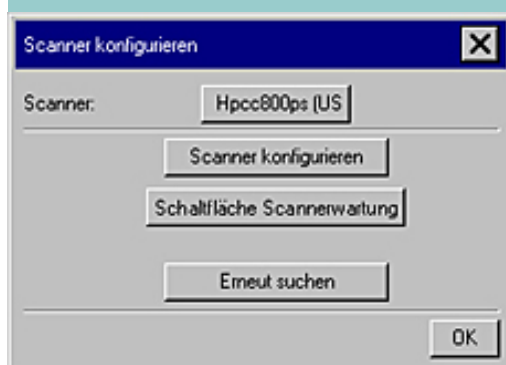 Scanner konfigurieren
Scanner: Hpcc800ps (US
Scanner konfigurieren
Schaltfläche Scannerwartung
Erneut suchen
OK